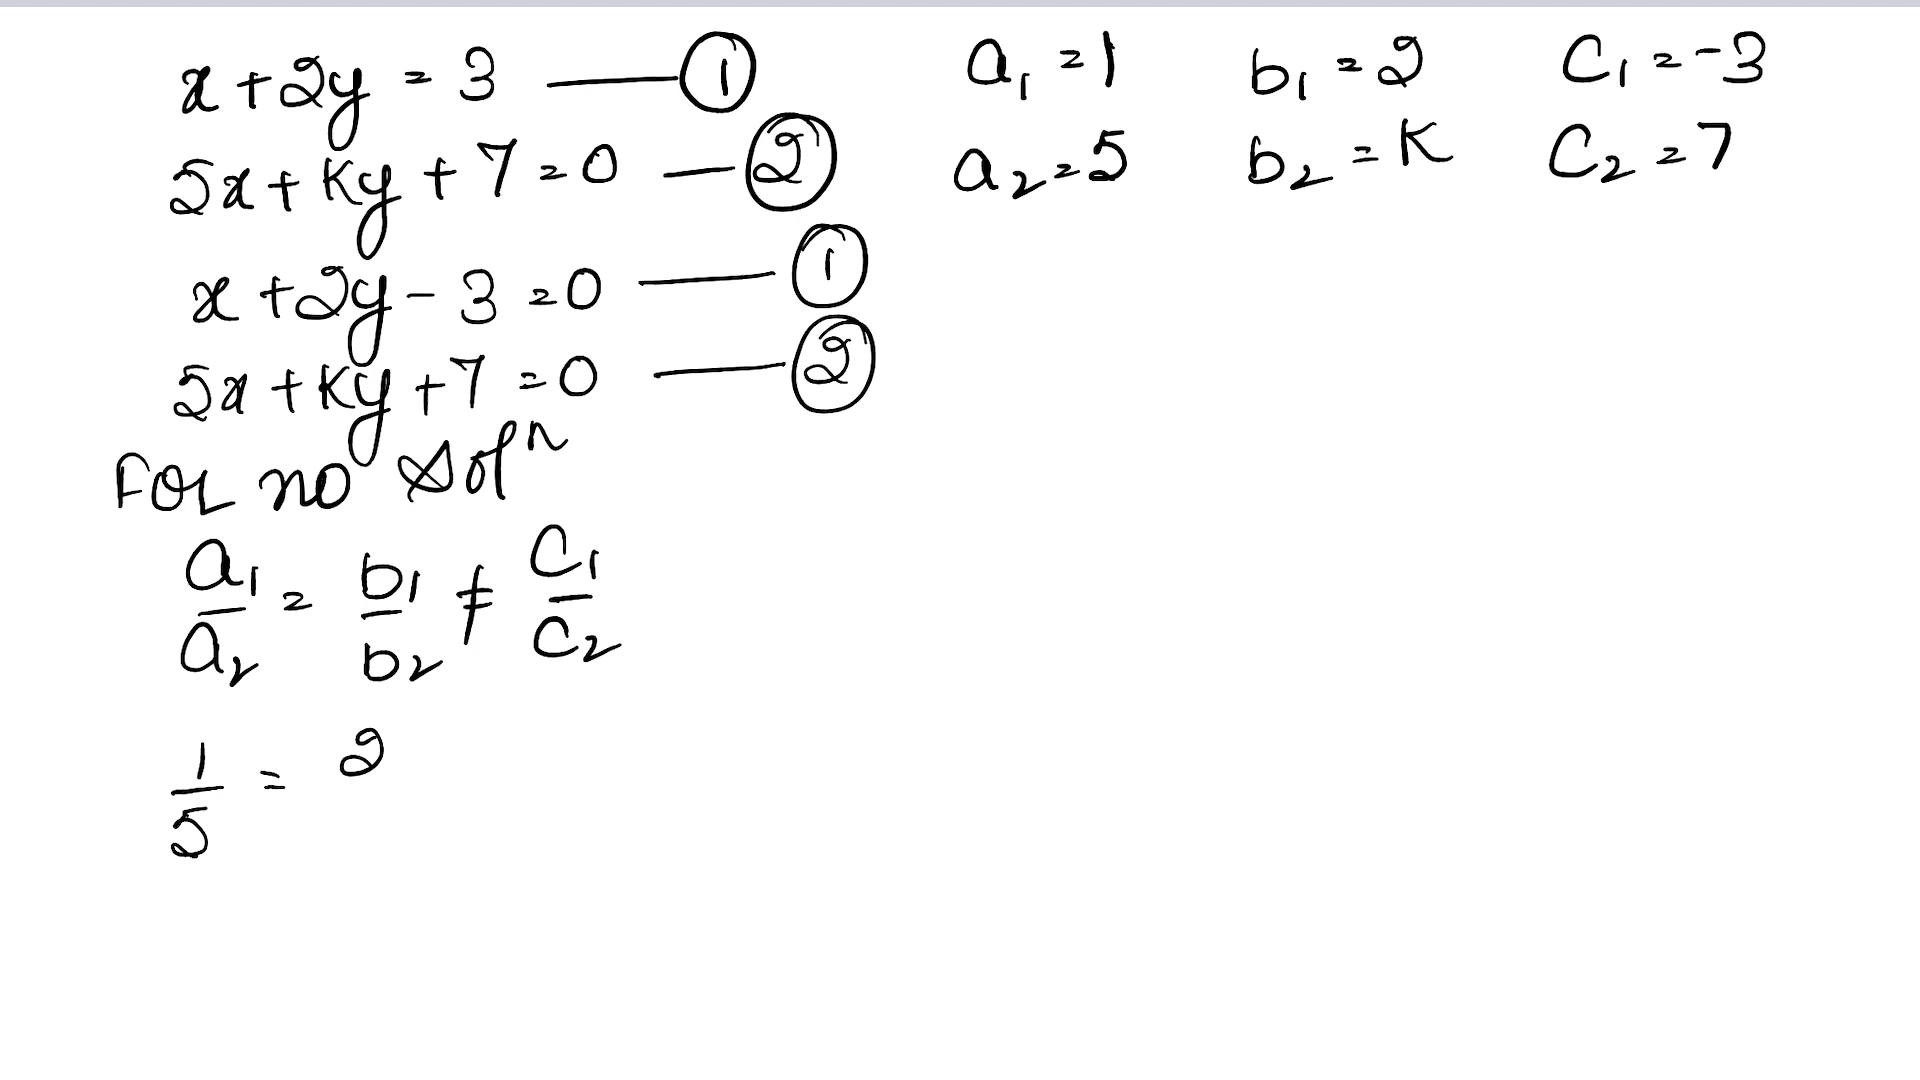 x + 2y = 3 —— ① a₁ = 1 b₁ = 2 C₁ = -3
5x + Ky + 7 = 0 — ② a₂ = 5 b₂ = K C₂ = 7
x + 2y - 3 = 0 —— ①
5x + Ky + 7 = 0 —— ②
For no Solⁿ
a₁/a₂ = b₁/b₂ ≠ C₁/C₂
1/5 = 2